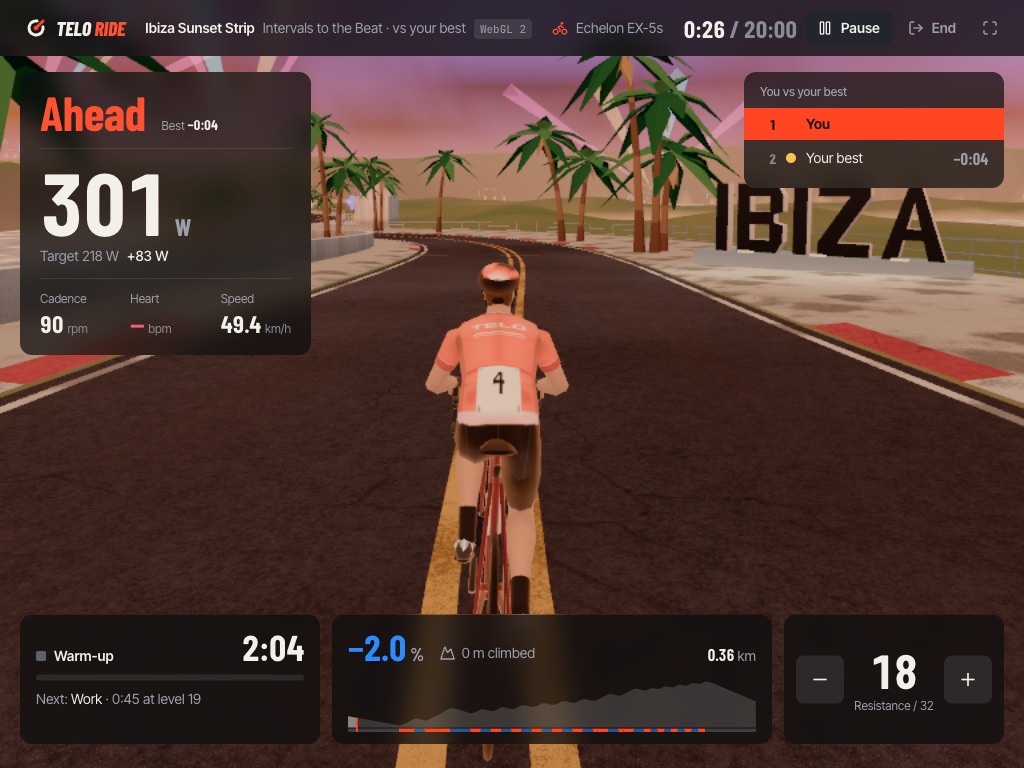 TELO RIDE
Ibiza Sunset Strip Intervals to the Beat · vs your best WebGL 2
Echelon EX-5s
0:26 / 20:00
Pause
End
Ahead Best −0:04
301 W
Target 218 W +83 W
Cadence Heart Speed
90 rpm — bpm 49.4 km/h
You vs your best
1 You
2 Your best −0:04
IBIZA
TELO
4
Warm-up 2:04
Next: Work · 0:45 at level 19
−2.0 % 0 m climbed 0.36 km
− 18 +
Resistance / 32